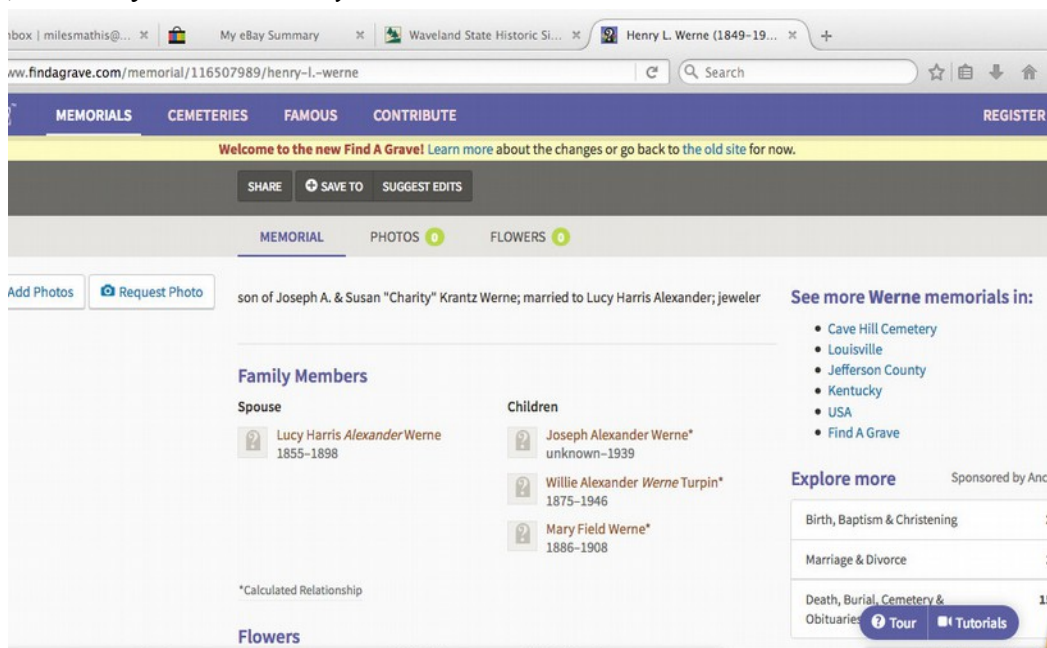 nbox | milesmathis@... × My eBay Summary × Waveland State Historic Si... × Henry L. Werne (1849–19... × +
ww.findagrave.com/memorial/116507989/henry-l.-werne Search
MEMORIALS CEMETERIES FAMOUS CONTRIBUTE REGISTER
Welcome to the new Find A Grave! Learn more about the changes or go back to the old site for now.
SHARE SAVE TO SUGGEST EDITS
MEMORIAL PHOTOS 0 FLOWERS 0
Add Photos Request Photo
son of Joseph A. & Susan "Charity" Krantz Werne; married to Lucy Harris Alexander; jeweler
Family Members
Spouse
Lucy Harris Alexander Werne
1855–1898
Children
Joseph Alexander Werne*
unknown–1939
Willie Alexander Werne Turpin*
1875–1946
Mary Field Werne*
1886–1908
*Calculated Relationship
Flowers
See more Werne memorials in:
• Cave Hill Cemetery
• Louisville
• Jefferson County
• Kentucky
• USA
• Find A Grave
Explore more Sponsored by Anc
Birth, Baptism & Christening
Marriage & Divorce
Death, Burial, Cemetery &
Obituaries
Tour Tutorials